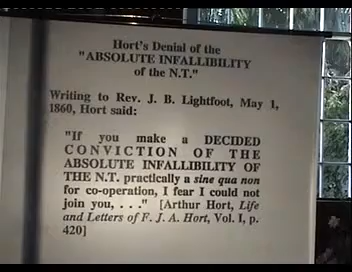 Hort's Denial of the
"ABSOLUTE INFALLIBILITY
of the N.T."
Writing to Rev. J. B. Lightfoot, May 1,
1860, Hort said:
"If you make a DECIDED
CONVICTION OF THE
ABSOLUTE INFALLIBILITY OF
THE N.T. practically a sine qua non
for co-operation, I fear I could not
join you, . . ." [Arthur Hort, Life
and Letters of F. J. A. Hort, Vol. I, p.
420]